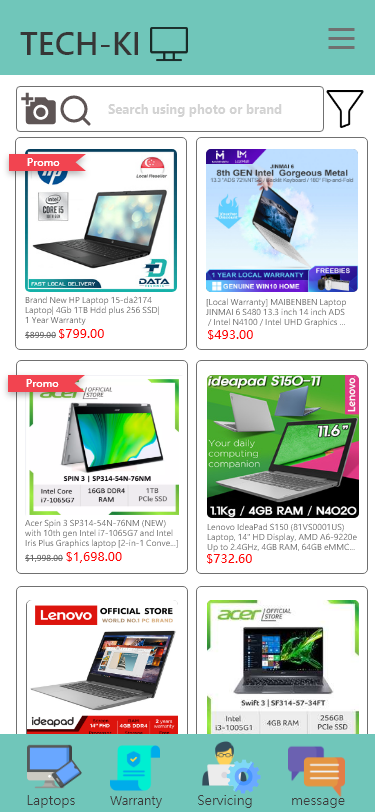 TECH-KI
Search using photo or brand
Promo
hp
Local Reseller
intel
CORE i5
DATA
FAST LOCAL DELIVERY
Brand New HP Laptop 15-da2174
Laptop| 4Gb 1TB Hdd plus 256 SSD|
1 Year Warranty
$899.00 $799.00
JINMAI 6
8th GEN Intel Gorgeous Metal
1 YEAR LOCAL WARRANTY
FREEBIES
GENUINE WIN10 HOME
[Local Warranty] MAIBENBEN Laptop
JINMAI 6 S480 13.3 inch 14 inch ADS
/ Intel N4100 / Intel UHD Graphics ...
$493.00
Promo
acer OFFICIAL
STORE
SPIN 3 | SP314-54N-76NM
Intel Core
i7-1065G7
16GB DDR4
RAM
1TB
PCIe SSD
Acer Spin 3 SP314-54N-76NM (NEW)
with 10th gen Intel i7-1065G7 and Intel
Iris Plus Graphics laptop [2-in-1 Conve...]
$1,998.00 $1,698.00
ideapad S150-11
Lenovo
11.6"
Your daily
computing
companion
1.1Kg / 4GB RAM / N4020
Lenovo IdeaPad S150 (81VS0001US)
Laptop, 14" HD Display, AMD A6-9220e
Up to 2.4GHz, 4GB RAM, 64GB eMMC...
$732.60
Lenovo
OFFICIAL STORE
WORLD NO.1 PC BRAND
ideapad
14" FHD
4GB DDR4
2 years
acer OFFICIAL
STORE
Swift 3 | SF314-57-34FT
Intel
i3-1005G1
4GB RAM
256GB
PCIe SSD
Laptops
Warranty
Servicing
message